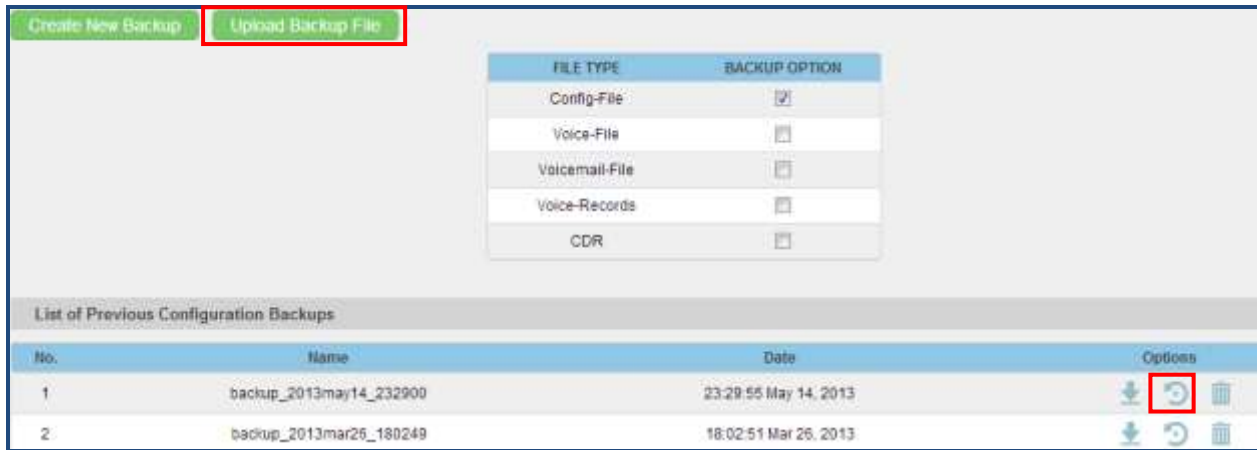 Create New Backup Upload Backup File
FILE TYPE BACKUP OPTION
Config-File
Voice-File
Voicemail-File
Voice-Records
CDR
List of Previous Configuration Backups
No. Name Date Options
1 backup_2013may14_232900 23:29:55 May 14, 2013
2 backup_2013mar26_180249 18:02:51 Mar 26, 2013